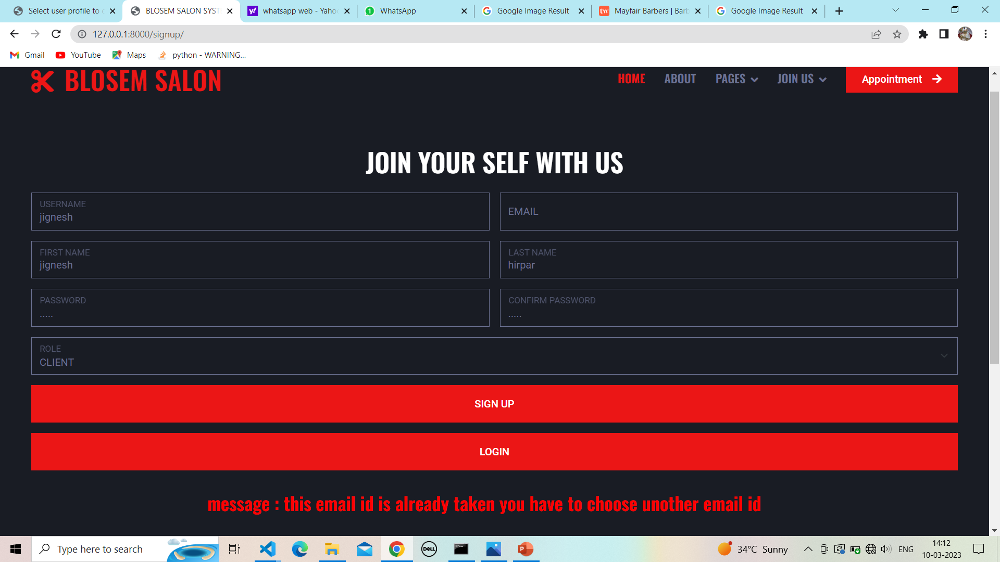 Select user profile to
BLOSEM SALON SYST
whatsapp web - Yaho
WhatsApp
Google Image Result
Mayfair Barbers | Barb
Google Image Result
127.0.0.1:8000/signup/
Gmail
YouTube
Maps
python - WARNING...
BLOSEM SALON
HOME
ABOUT
PAGES
JOIN US
Appointment
JOIN YOUR SELF WITH US
USERNAME
jignesh
EMAIL
FIRST NAME
jignesh
LAST NAME
hirpar
PASSWORD
.....
CONFIRM PASSWORD
.....
ROLE
CLIENT
SIGN UP
LOGIN
message : this email id is already taken you have to choose unother email id
Type here to search
DELL
34°C Sunny
ENG
14:12
10-03-2023